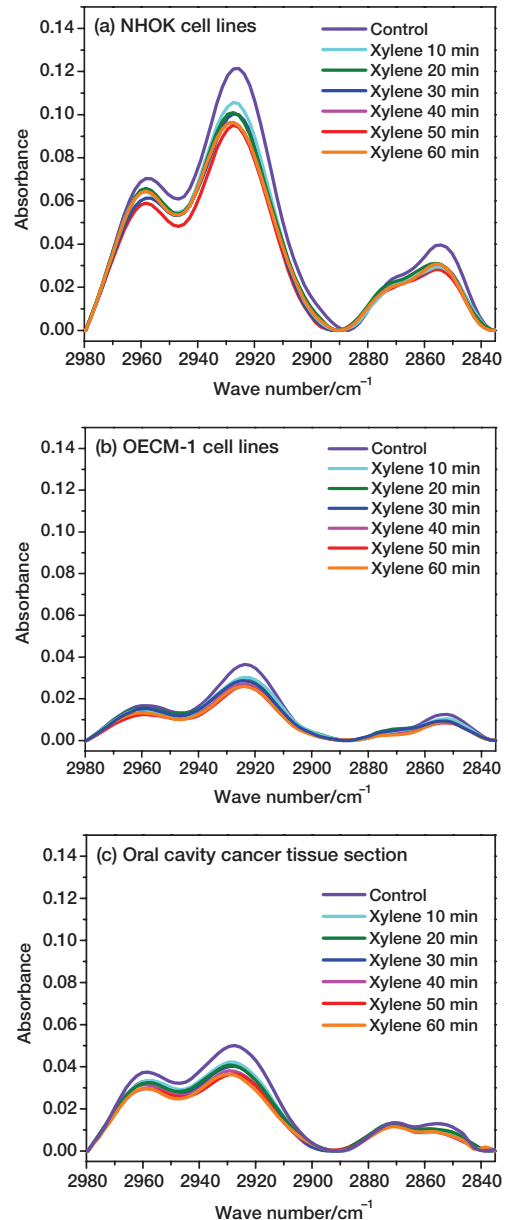 (a) NHOK cell lines
Control
Xylene 10 min
Xylene 20 min
Xylene 30 min
Xylene 40 min
Xylene 50 min
Xylene 60 min
Absorbance
0.14
0.12
0.10
0.08
0.06
0.04
0.02
0.00
2980 2960 2940 2920 2900 2880 2860 2840
Wave number/cm⁻¹
(b) OECM-1 cell lines
Control
Xylene 10 min
Xylene 20 min
Xylene 30 min
Xylene 40 min
Xylene 50 min
Xylene 60 min
Absorbance
0.14
0.12
0.10
0.08
0.06
0.04
0.02
0.00
2980 2960 2940 2920 2900 2880 2860 2840
Wave number/cm⁻¹
(c) Oral cavity cancer tissue section
Control
Xylene 10 min
Xylene 20 min
Xylene 30 min
Xylene 40 min
Xylene 50 min
Xylene 60 min
Absorbance
0.14
0.12
0.10
0.08
0.06
0.04
0.02
0.00
2980 2960 2940 2920 2900 2880 2860 2840
Wave number/cm⁻¹